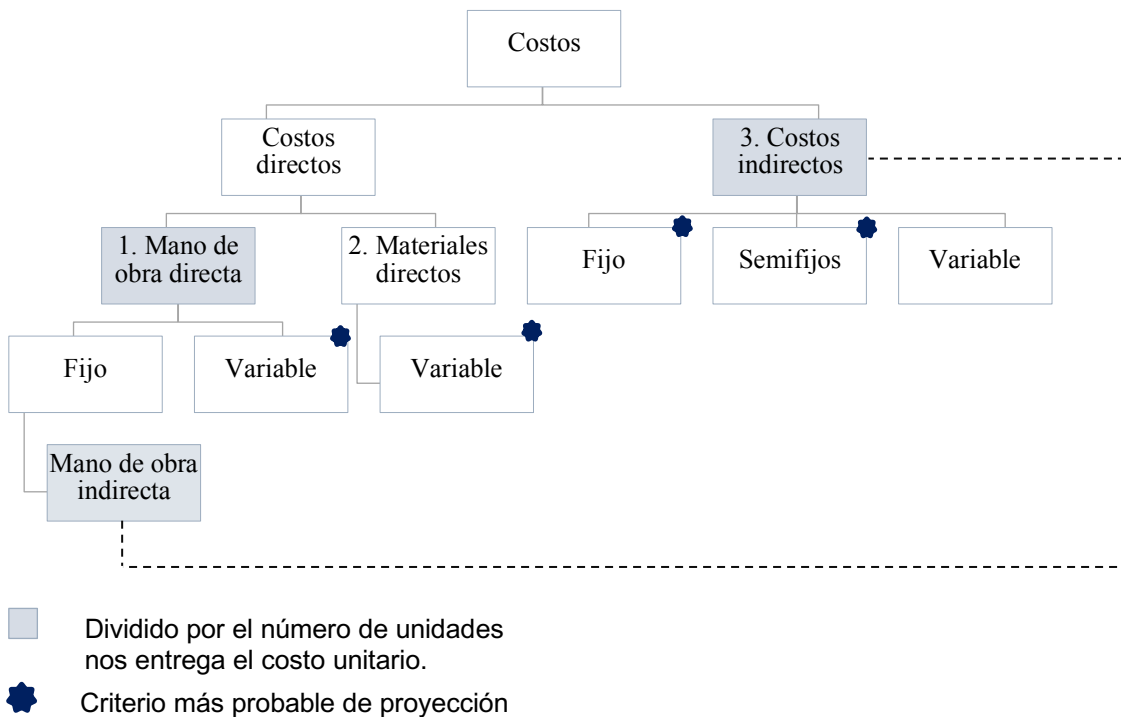 Costos
Costos
directos
3. Costos
indirectos
1. Mano de
obra directa
2. Materiales
directos
Fijo
Semifijos
Variable
Fijo
Variable
Variable
Mano de obra
indirecta
Dividido por el número de unidades
nos entrega el costo unitario.
Criterio más probable de proyección